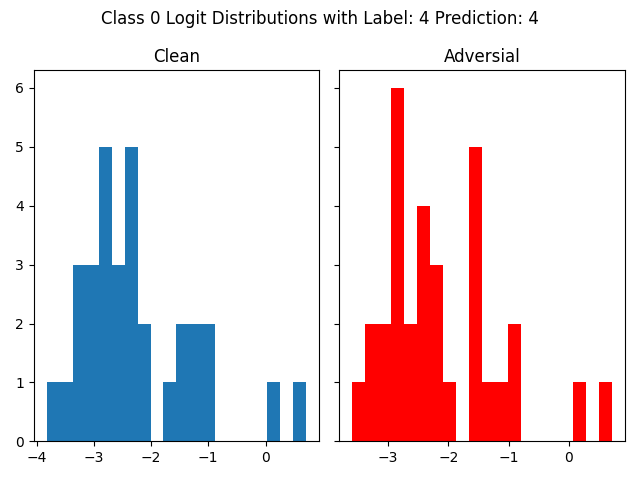 Class 0 Logit Distributions with Label: 4 Prediction: 4
Clean
Adversial
6
5
4
3
2
1
0
−4 −3 −2 −1 0
−3 −2 −1 0